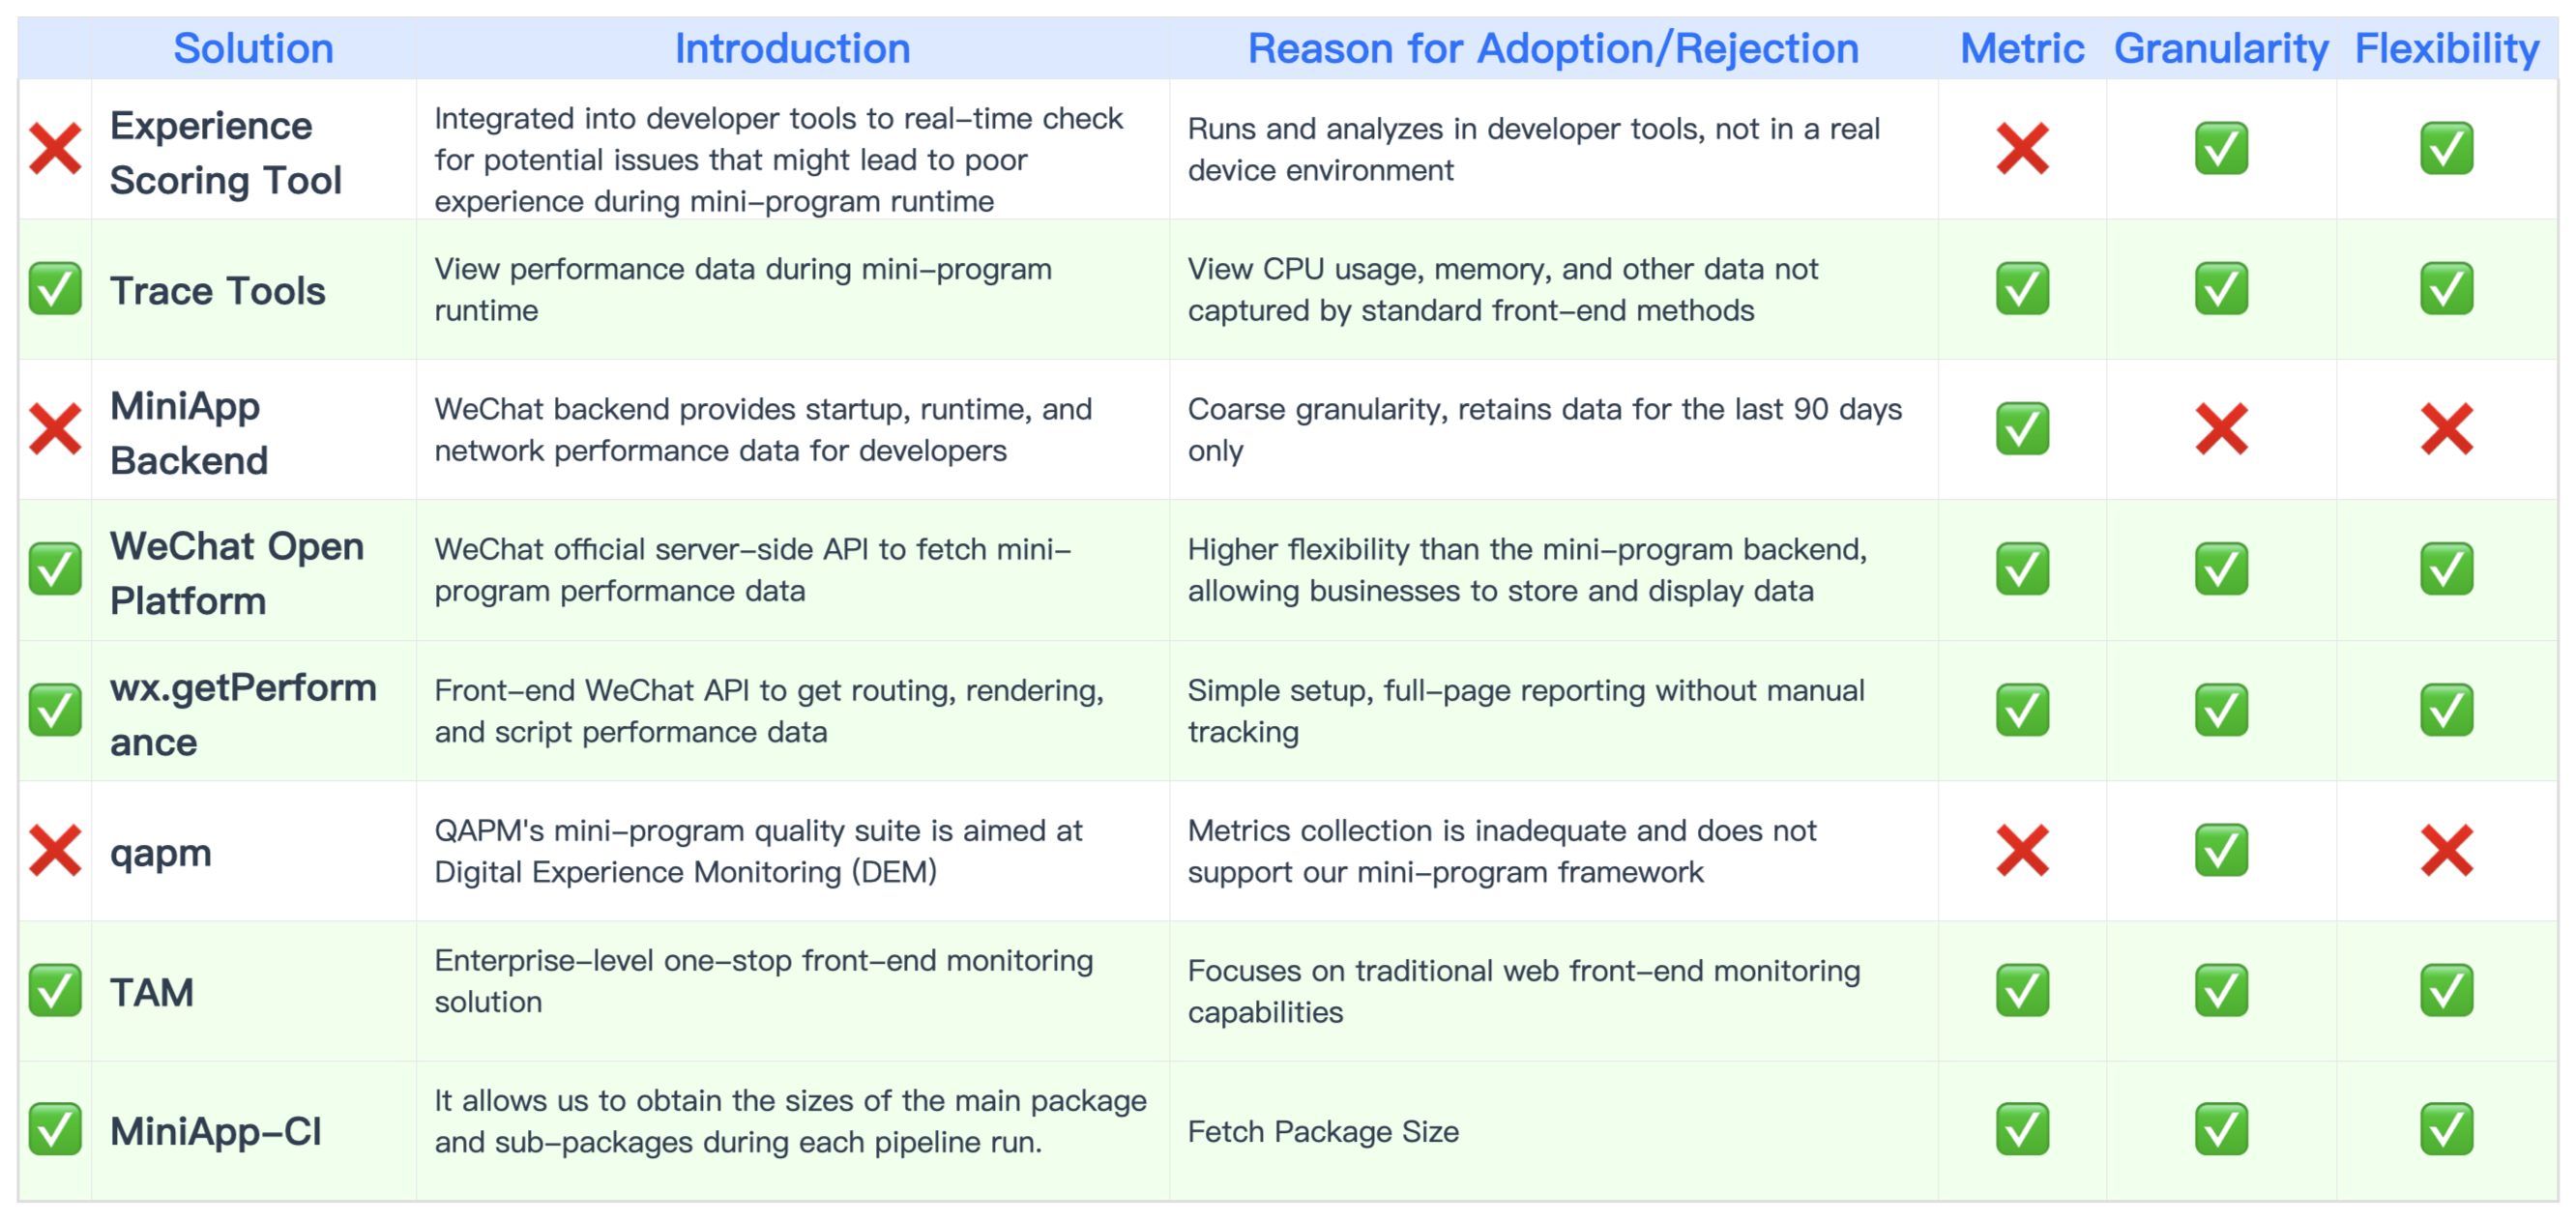 Solution Introduction Reason for Adoption/Rejection Metric Granularity Flexibility
Experience
Scoring Tool
Integrated into developer tools to real-time check
for potential issues that might lead to poor
experience during mini-program runtime
Runs and analyzes in developer tools, not in a real
device environment
Trace Tools
View performance data during mini-program
runtime
View CPU usage, memory, and other data not
captured by standard front-end methods
MiniApp
Backend
WeChat backend provides startup, runtime, and
network performance data for developers
Coarse granularity, retains data for the last 90 days
only
WeChat Open
Platform
WeChat official server-side API to fetch mini-
program performance data
Higher flexibility than the mini-program backend,
allowing businesses to store and display data
wx.getPerform
ance
Front-end WeChat API to get routing, rendering,
and script performance data
Simple setup, full-page reporting without manual
tracking
qapm
QAPM's mini-program quality suite is aimed at
Digital Experience Monitoring (DEM)
Metrics collection is inadequate and does not
support our mini-program framework
TAM
Enterprise-level one-stop front-end monitoring
solution
Focuses on traditional web front-end monitoring
capabilities
MiniApp-CI
It allows us to obtain the sizes of the main package
and sub-packages during each pipeline run.
Fetch Package Size